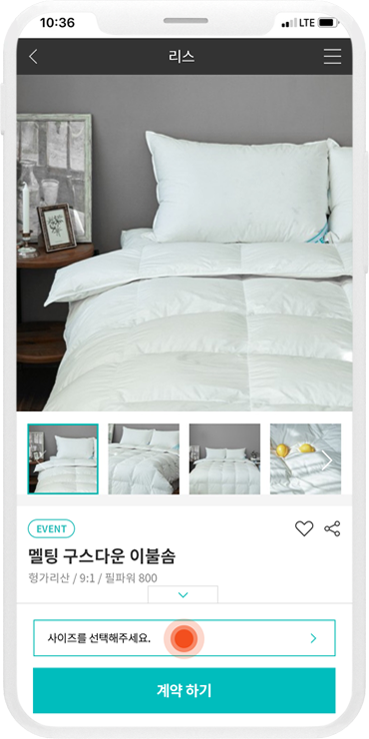 10:36
LTE
리스
EVENT
멜팅 구스다운 이불솜
헝가리산 / 9:1 / 필파워 800
사이즈를 선택해주세요.
계약 하기